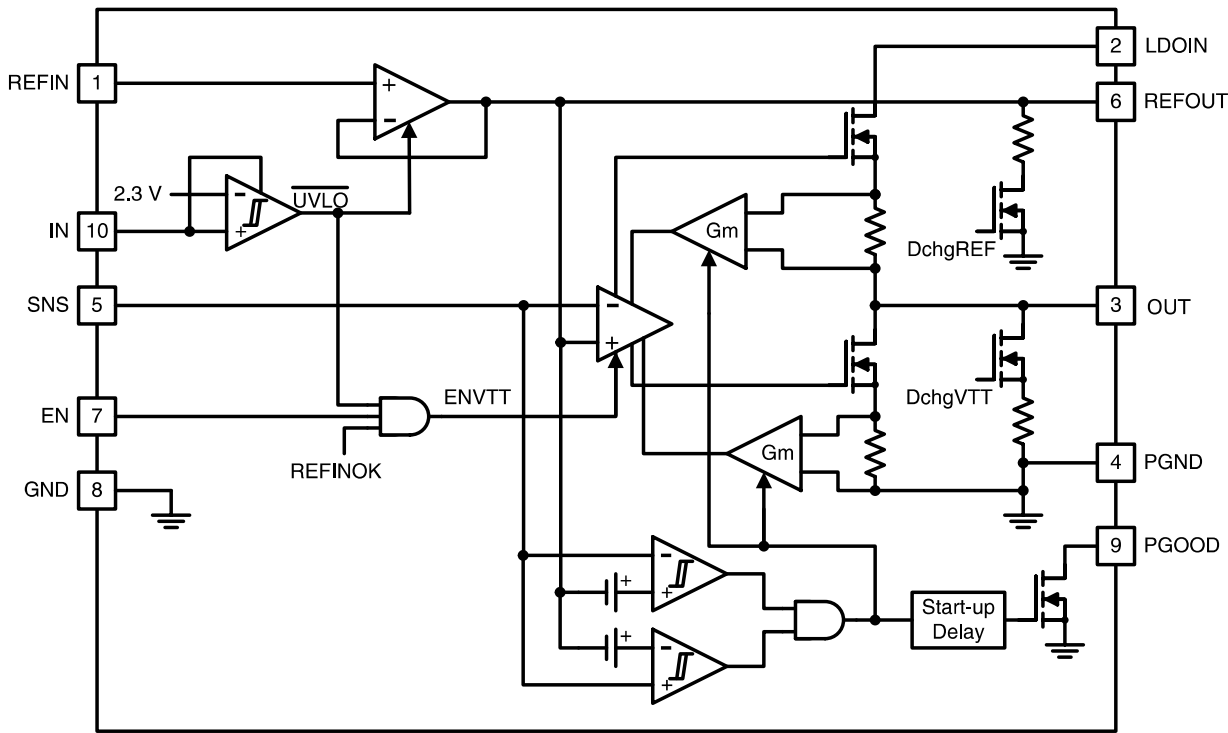 2 LDOIN
REFIN 1
+
6 REFOUT
−
2.3 V
UVLO
−
IN 10
+
Gm
DchgREF
SNS 5
−
3 OUT
+
DchgVTT
EN 7
ENVTT
REFINOK
Gm
4 PGND
GND 8
9 PGOOD
−
+
+
Start-up
Delay
+
−
+